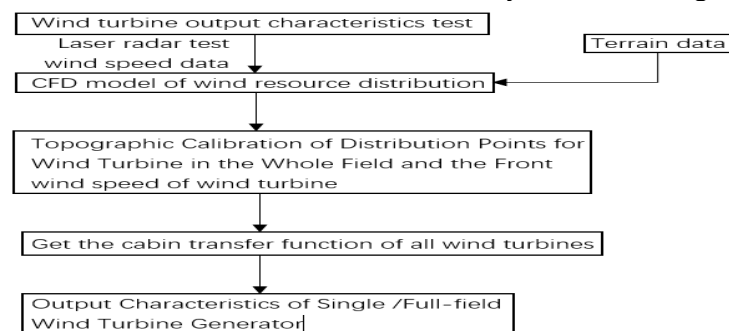 Wind turbine output characteristics test
Laser radar test
wind speed data
Terrain data
CFD model of wind resource distribution
Topographic Calibration of Distribution Points for
Wind Turbine in the Whole Field and the Front
wind speed of wind turbine
Get the cabin transfer function of all wind turbines
Output Characteristics of Single /Full-field
Wind Turbine Generator